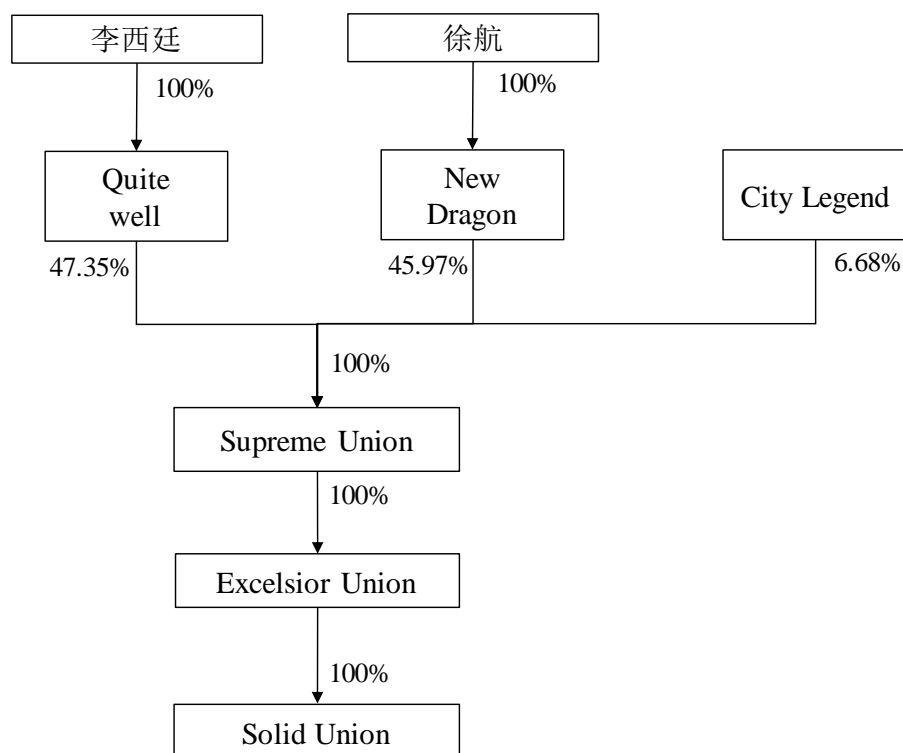 李西廷
徐航
100%
100%
Quite
well
New
Dragon
City Legend
47.35%
45.97%
6.68%
100%
Supreme Union
100%
Excelsior Union
100%
Solid Union